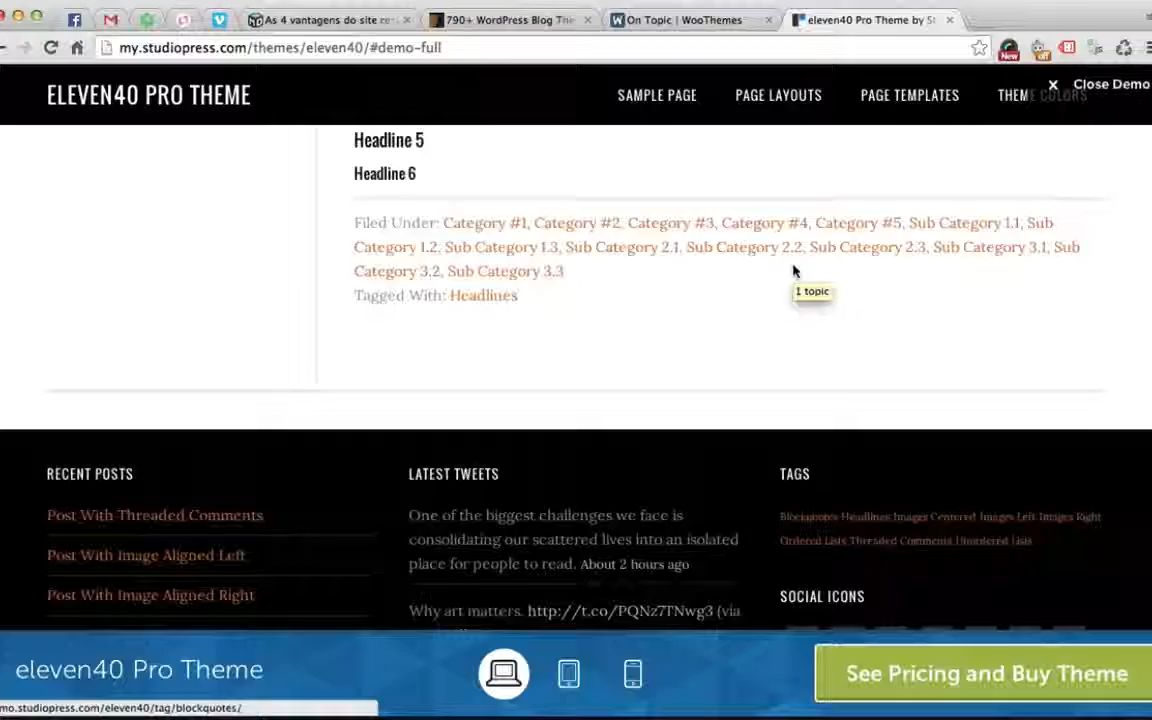 As 4 vantagens do site re
790+ WordPress Blog The
On Topic | WooThemes
eleven40 Pro Theme by St
my.studiopress.com/themes/eleven40/#demo-full
New
off
ELEVEN40 PRO THEME
SAMPLE PAGE
PAGE LAYOUTS
PAGE TEMPLATES
THEME COLORS
x Close Demo
Headline 5
Headline 6
Filed Under: Category #1, Category #2, Category #3, Category #4, Category #5, Sub Category 1.1, Sub
Category 1.2, Sub Category 1.3, Sub Category 2.1, Sub Category 2.2, Sub Category 2.3, Sub Category 3.1, Sub
Category 3.2, Sub Category 3.3
Tagged With: Headlines
1 topic
RECENT POSTS
Post With Threaded Comments
Post With Image Aligned Left
Post With Image Aligned Right
LATEST TWEETS
One of the biggest challenges we face is
consolidating our scattered lives into an isolated
place for people to read. About 2 hours ago
Why art matters. http://t.co/PQNz7TNwg3 (via
TAGS
Blockquotes Headlines Images Centered Images Left Images Right
Ordered Lists Threaded Comments Unordered Lists
SOCIAL ICONS
eleven40 Pro Theme
See Pricing and Buy Theme
mo.studiopress.com/eleven40/tag/blockquotes/